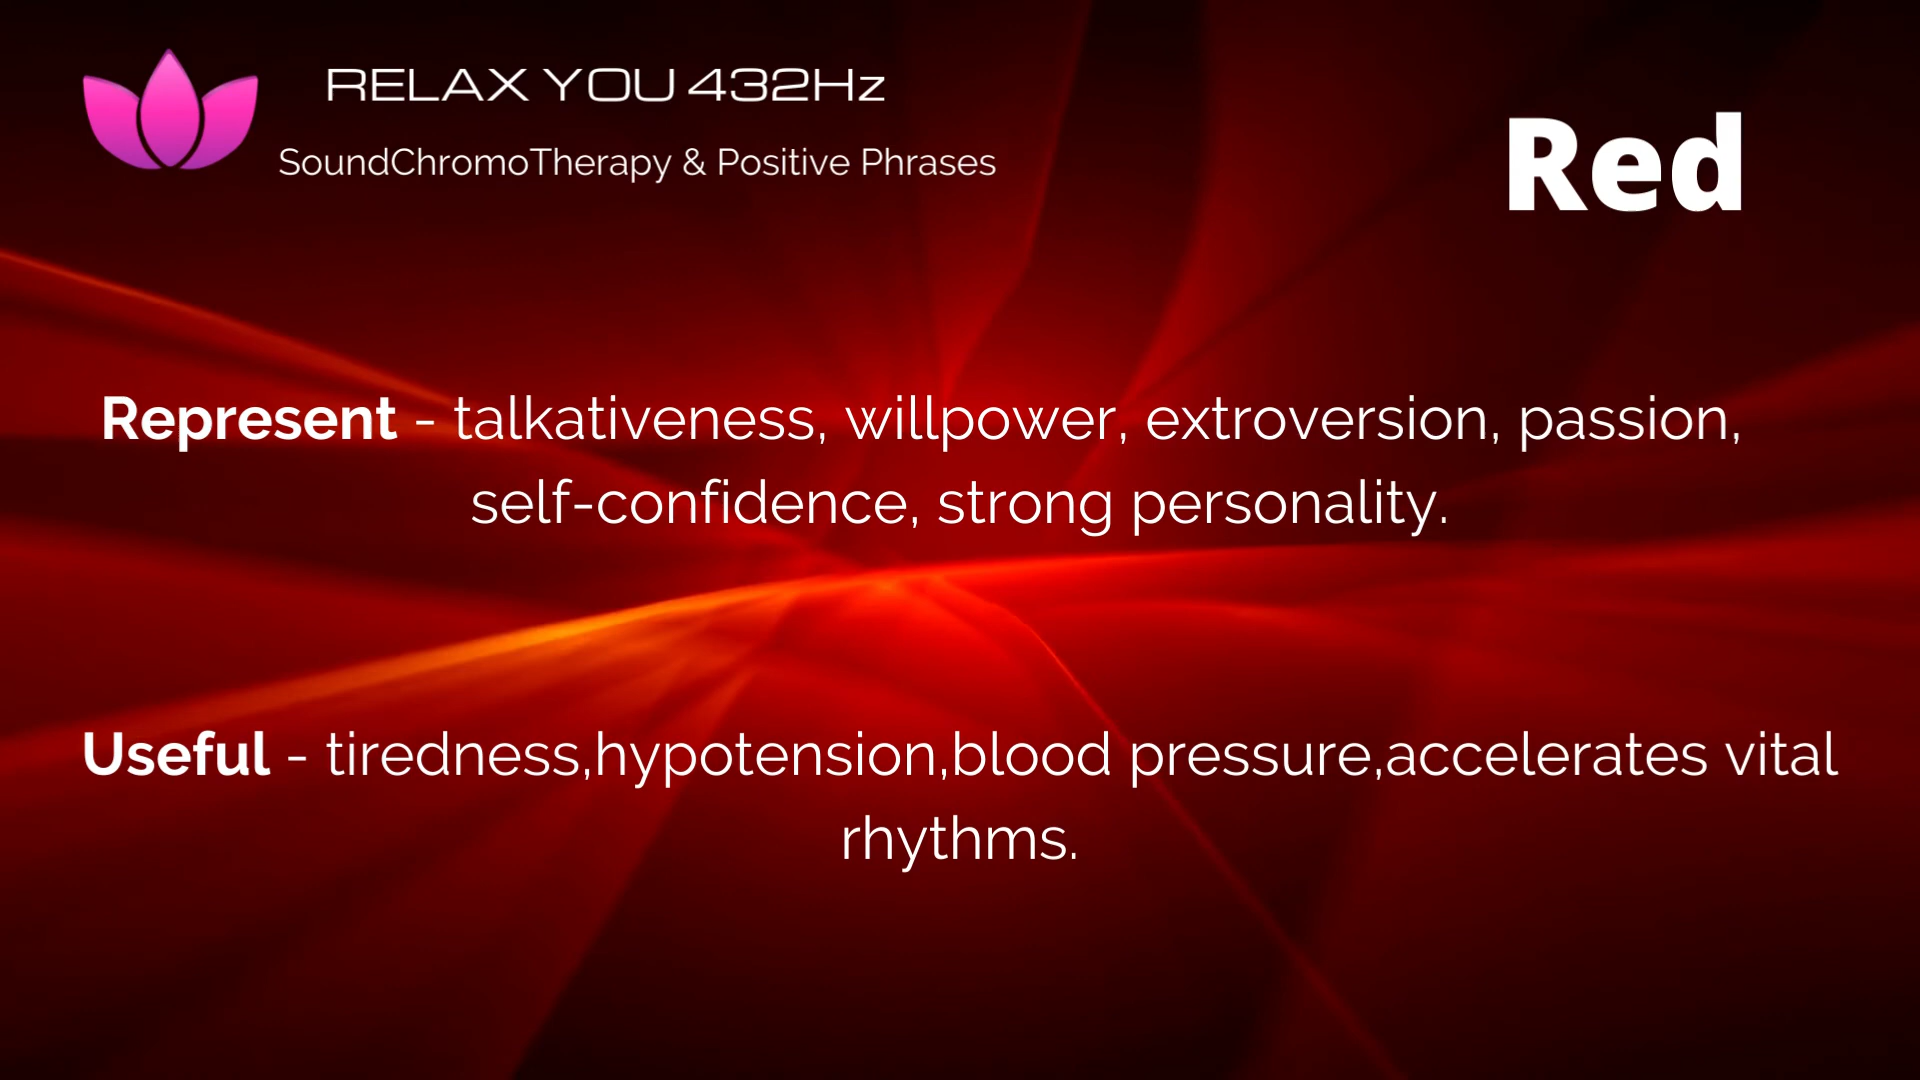 RELAX YOU 432Hz
SoundChromoTherapy & Positive Phrases
Red
Represent - talkativeness, willpower, extroversion, passion,
self-confidence, strong personality.
Useful - tiredness,hypotension,blood pressure,accelerates vital
rhythms.